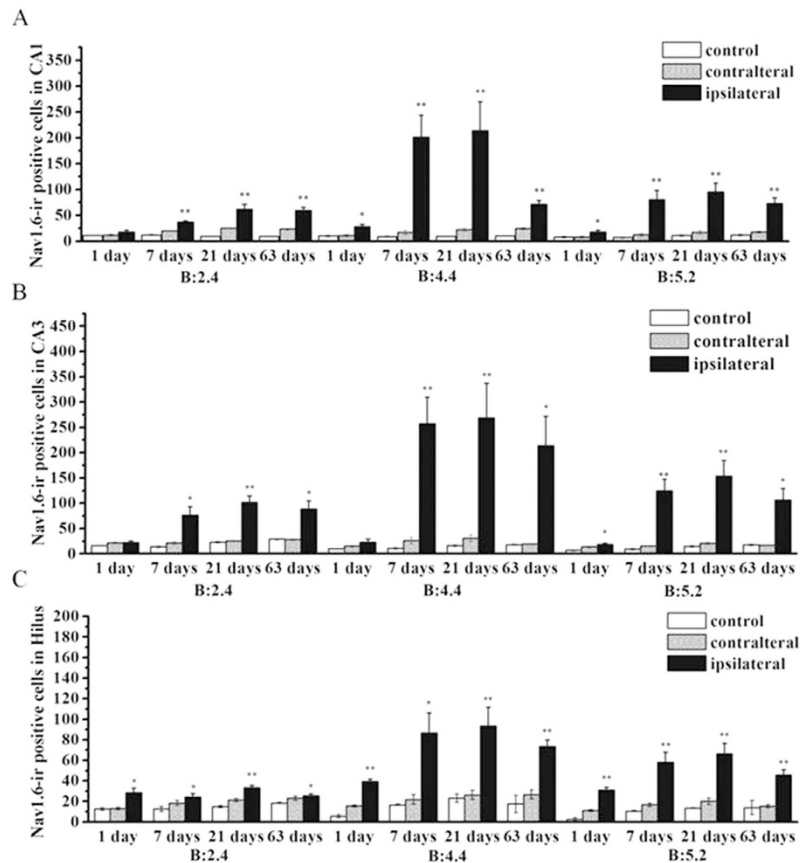 A
Nav1.6-ir positive cells in CA1
350
300
250
200
150
100
50
0
control
contralteral
ipsilateral
** ** ** * ** ** ** * ** ** **
1 day 7 days 21 days 63 days 1 day 7 days 21 days 63 days 1 day 7 days 21 days 63 days
B:2.4 B:4.4 B:5.2
B
Nav1.6-ir positive cells in CA3
450
400
350
300
250
200
150
100
50
0
control
contralteral
ipsilateral
* ** * ** ** * * ** ** *
1 day 7 days 21 days 63 days 1 day 7 days 21 days 63 days 1 day 7 days 21 days 63 days
B:2.4 B:4.4 B:5.2
C
Nav1.6-ir positive cells in Hilus
200
180
160
140
120
100
80
60
40
20
0
control
contralteral
ipsilateral
* * ** * ** * ** ** ** ** ** **
1 day 7 days 21 days 63 days 1 day 7 days 21 days 63 days 1 day 7 days 21 days 63 days
B:2.4 B:4.4 B:5.2